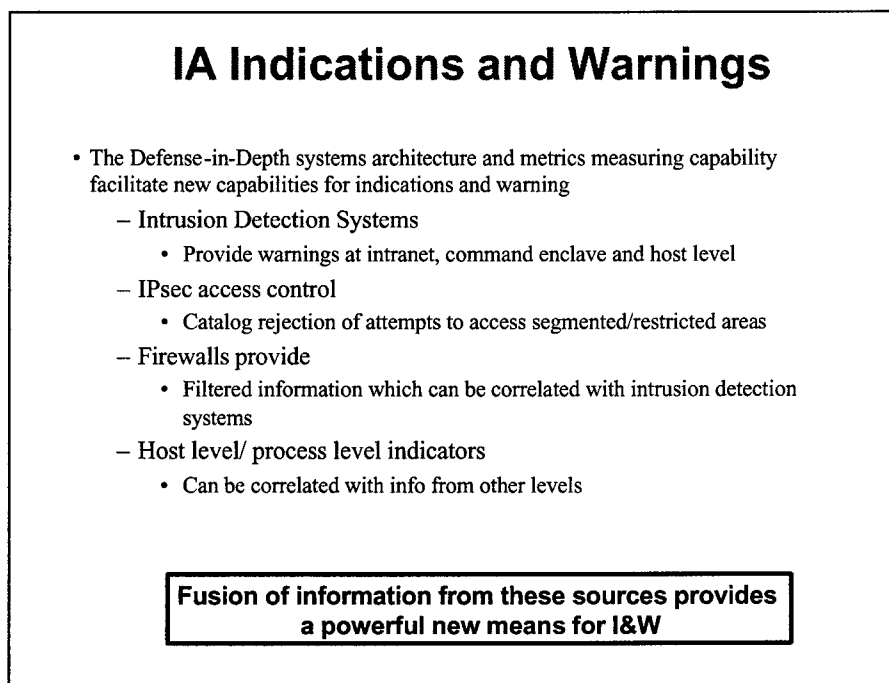 IA Indications and Warnings
• The Defense-in-Depth systems architecture and metrics measuring capability
facilitate new capabilities for indications and warning
– Intrusion Detection Systems
• Provide warnings at intranet, command enclave and host level
– IPsec access control
• Catalog rejection of attempts to access segmented/restricted areas
– Firewalls provide
• Filtered information which can be correlated with intrusion detection
systems
– Host level/ process level indicators
• Can be correlated with info from other levels
Fusion of information from these sources provides
a powerful new means for I&W